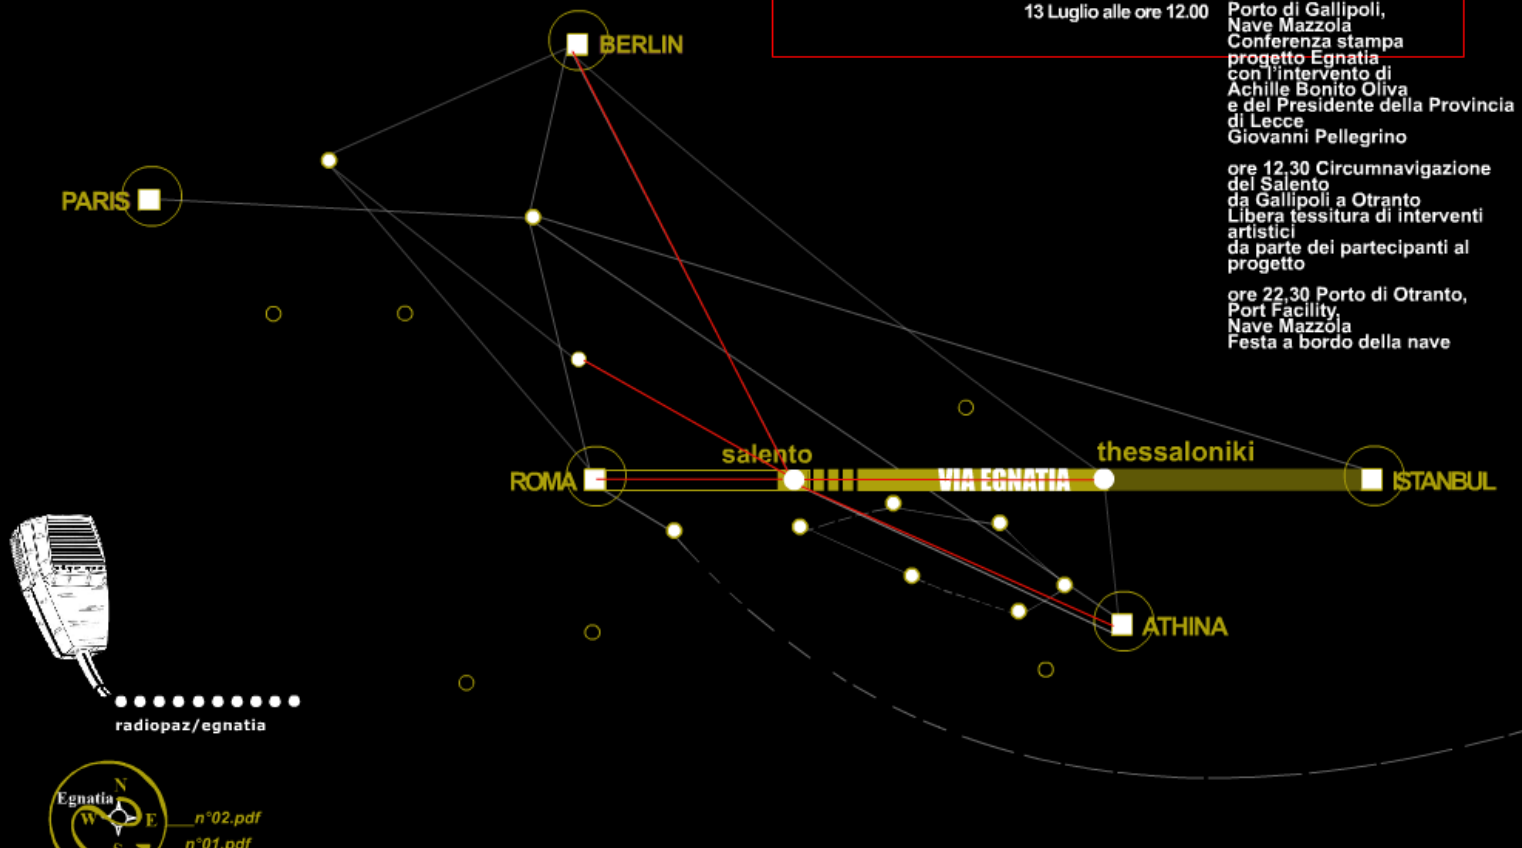 13 Luglio alle ore 12.00
Porto di Gallipoli,
Nave Mazzola
Conferenza stampa
progetto Egnatia
con l'intervento di
Achille Bonito Oliva
e del Presidente della Provincia
di Lecce
Giovanni Pellegrino
ore 12,30 Circumnavigazione
del Salento
da Gallipoli a Otranto
Libera tessitura di interventi
artistici
da parte dei partecipanti al
progetto
ore 22,30 Porto di Otranto,
Port Facility,
Nave Mazzola
Festa a bordo della nave
BERLIN
PARIS
salento
thessaloniki
ROMA
VIA EGNATIA
ISTANBUL
ATHINA
radiopaz/egnatia
N
Egnatia
W
E
S
n°02.pdf
n°01.pdf